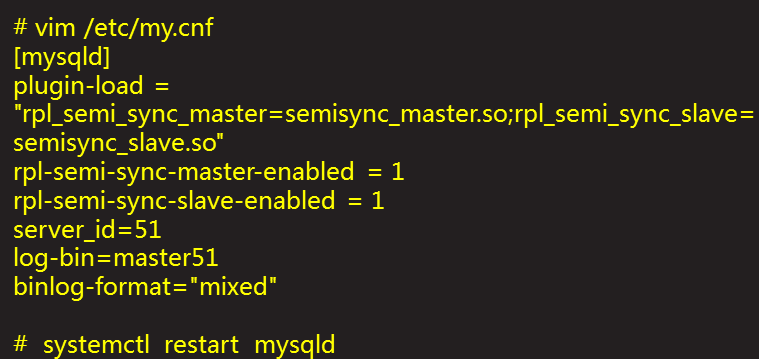 # vim /etc/my.cnf
[mysqld]
plugin-load =
"rpl_semi_sync_master=semisync_master.so;rpl_semi_sync_slave=
semisync_slave.so"
rpl-semi-sync-master-enabled = 1
rpl-semi-sync-slave-enabled = 1
server_id=51
log-bin=master51
binlog-format="mixed"
# systemctl restart mysqld